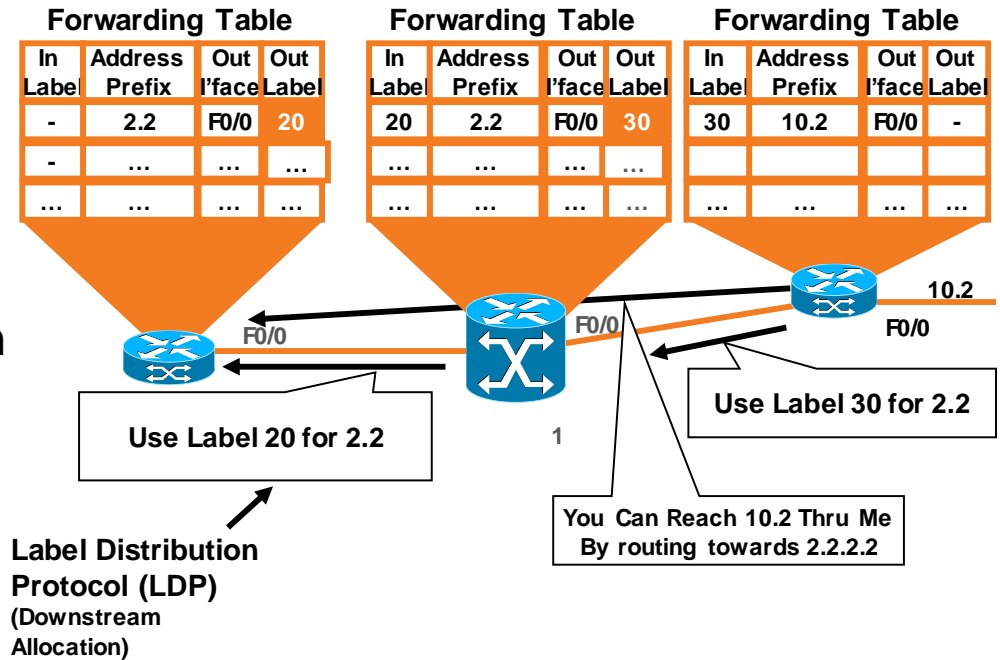 Forwarding Table
In Label Address Prefix Out I'face Out Label
- 2.2 F0/0 20
- ... ... ...
... ... ... ...
Forwarding Table
In Label Address Prefix Out I'face Out Label
20 2.2 F0/0 30
... ... ...
... ... ... ...
Forwarding Table
In Label Address Prefix Out I'face Out Label
30 10.2 F0/0 -
... ... ... ...
10.2
F0/0
F0/0
F0/0
n
Use Label 20 for 2.2
Use Label 30 for 2.2
1
You Can Reach 10.2 Thru Me
By routing towards 2.2.2.2
Label Distribution
Protocol (LDP)
(Downstream
Allocation)